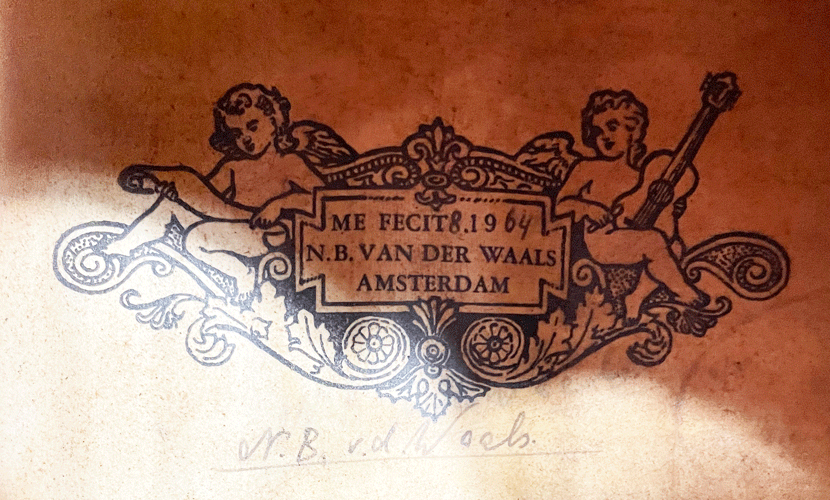 ME FECIT 8.1964
N.B. VAN DER WAALS
AMSTERDAM
N.B. v.d. Waals.